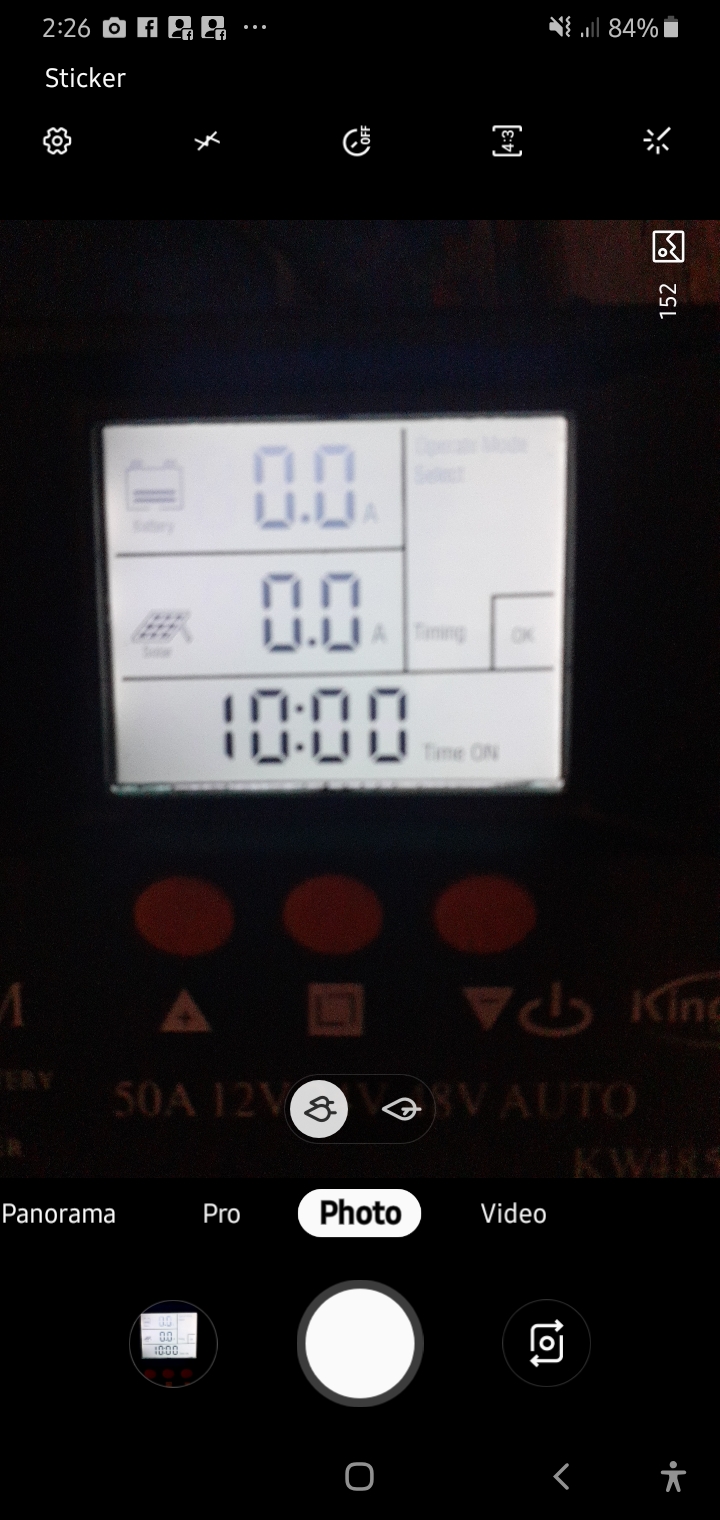 2:26 84%
Sticker
OFF
4:3
152
0.0 A
Battery
Operate Mode
Select
0.0 A
Solar
Timing
OK
10:00 Time ON
50A 12V AUTO
Panorama Pro Photo Video